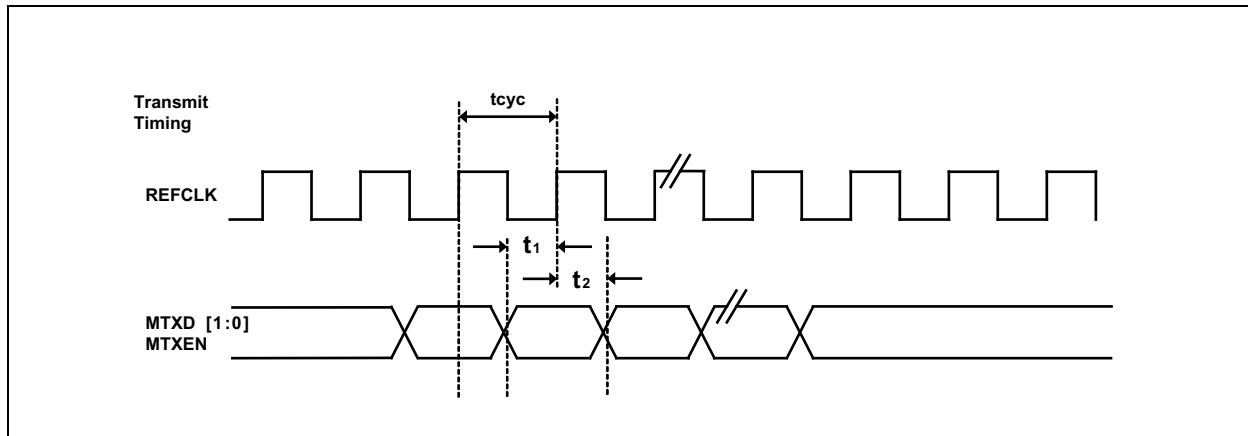 Transmit
Timing
tcyc
REFCLK
t1
t2
MTXD [1:0]
MTXEN